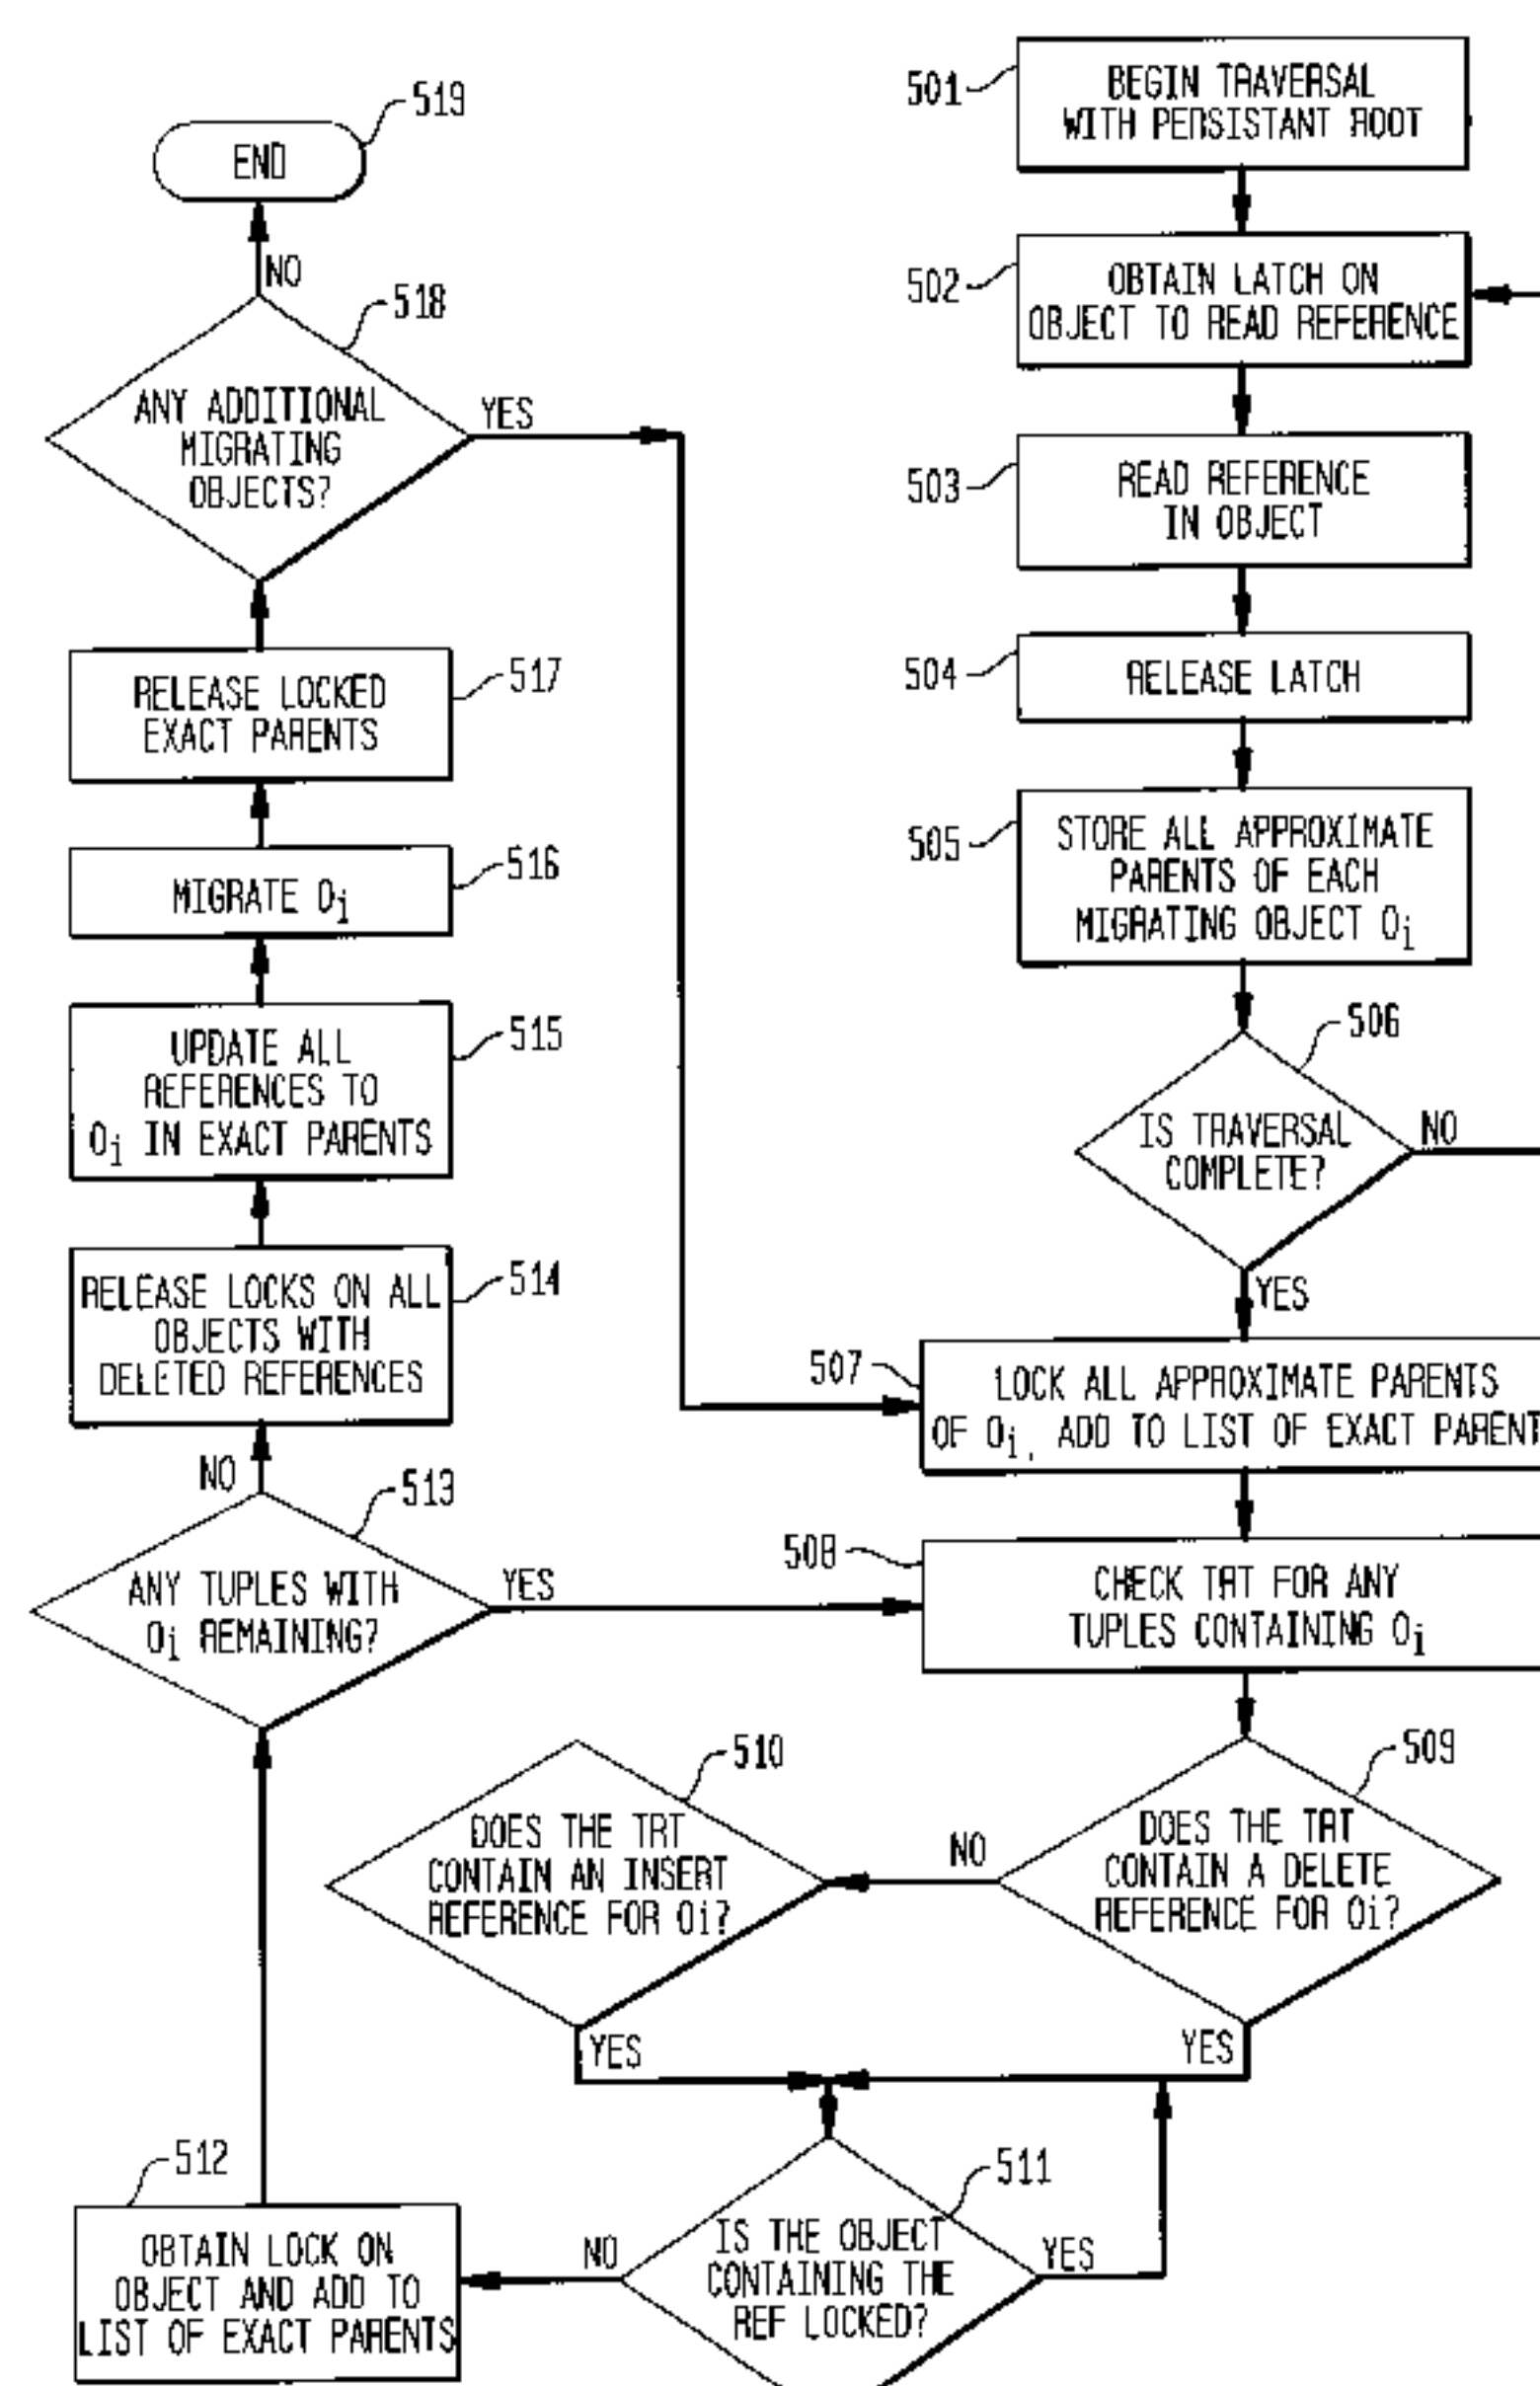 501
BEGIN TRAVERSAL
WITH PERSISTANT ROOT
502
OBTAIN LATCH ON
OBJECT TO READ REFERENCE
503
READ REFERENCE
IN OBJECT
504
RELEASE LATCH
505
STORE ALL APPROXIMATE
PARENTS OF EACH
MIGRATING OBJECT Oi
506
IS TRAVERSAL
COMPLETE?
NO
YES
507
LOCK ALL APPROXIMATE PARENTS
OF Oi, ADD TO LIST OF EXACT PARENT
508
CHECK TRT FOR ANY
TUPLES CONTAINING Oi
509
DOES THE TRT
CONTAIN A DELETE
REFERENCE FOR Oi?
NO
YES
510
DOES THE TRT
CONTAIN AN INSERT
REFERENCE FOR Oi?
YES
511
IS THE OBJECT
CONTAINING THE
REF LOCKED?
YES
NO
512
OBTAIN LOCK ON
OBJECT AND ADD TO
LIST OF EXACT PARENTS
513
ANY TUPLES WITH
Oi REMAINING?
YES
NO
514
RELEASE LOCKS ON ALL
OBJECTS WITH
DELETED REFERENCES
515
UPDATE ALL
REFERENCES TO
Oi IN EXACT PARENTS
516
MIGRATE Oi
517
RELEASE LOCKED
EXACT PARENTS
518
ANY ADDITIONAL
MIGRATING
OBJECTS?
YES
NO
519
END